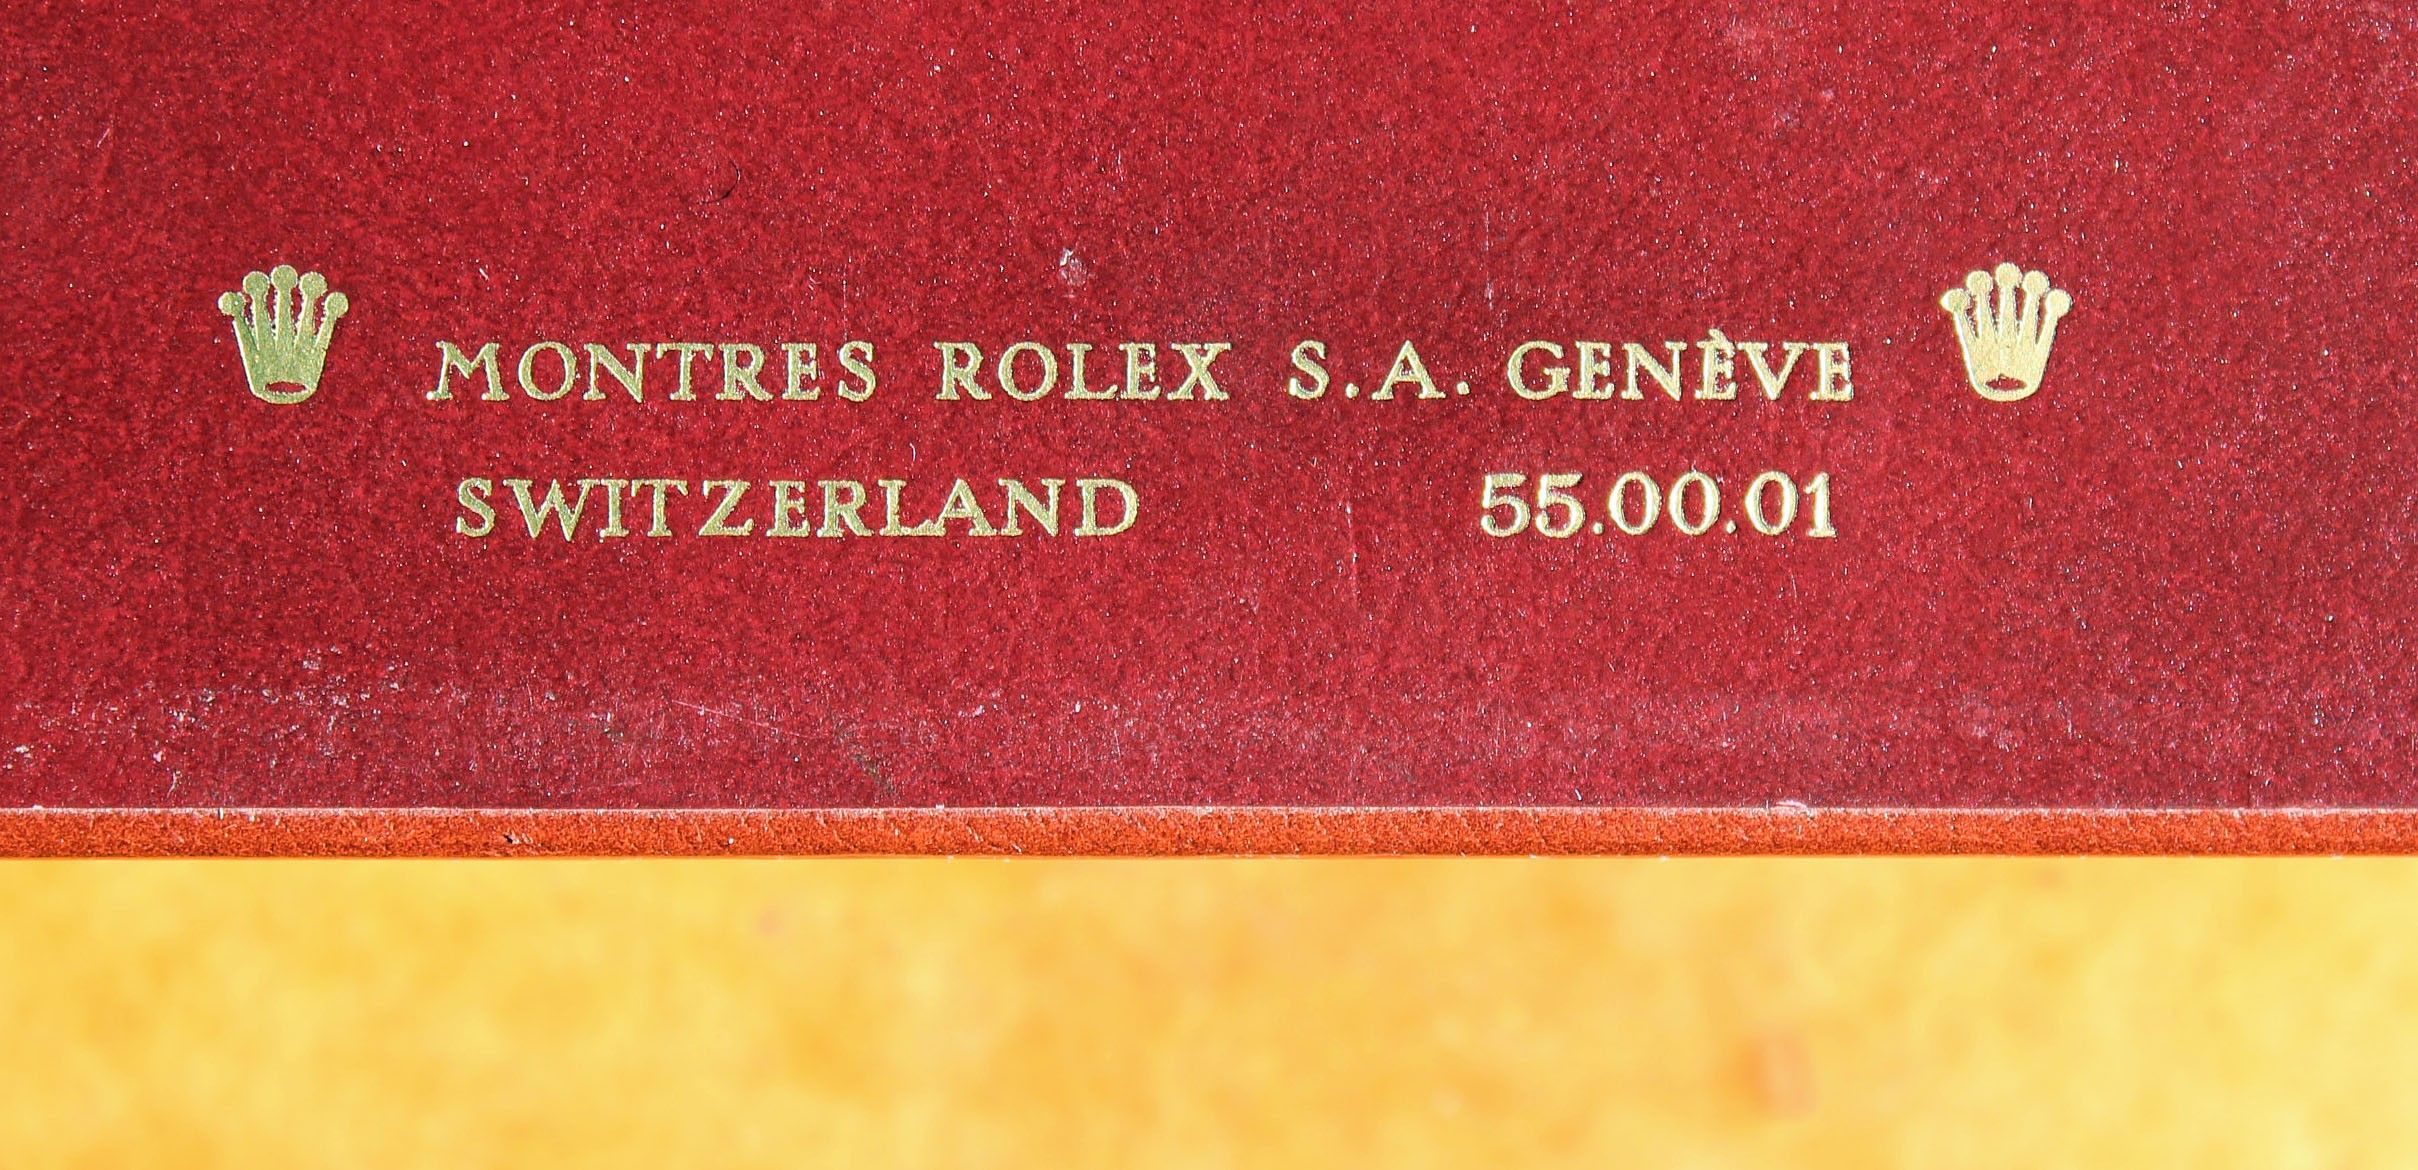 MONTRES ROLEX S.A. GENÈVE
SWITZERLAND 55.00.01